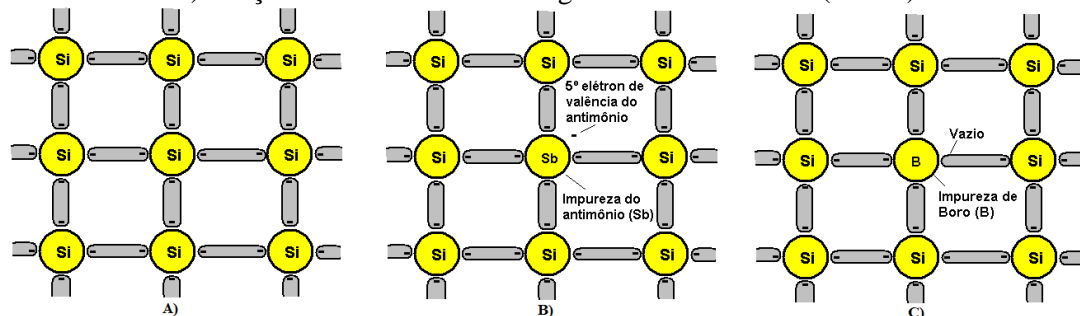 Si Si Si
Si Si Si
Si Si Si
A)
Si Si Si
5º elétron de
valência do
antimônio
Si Sb Si
Impureza do
antimônio (Sb)
Si Si Si
B)
Si Si Si
Vazio
Si B Si
Impureza de
Boro (B)
Si Si Si
C)